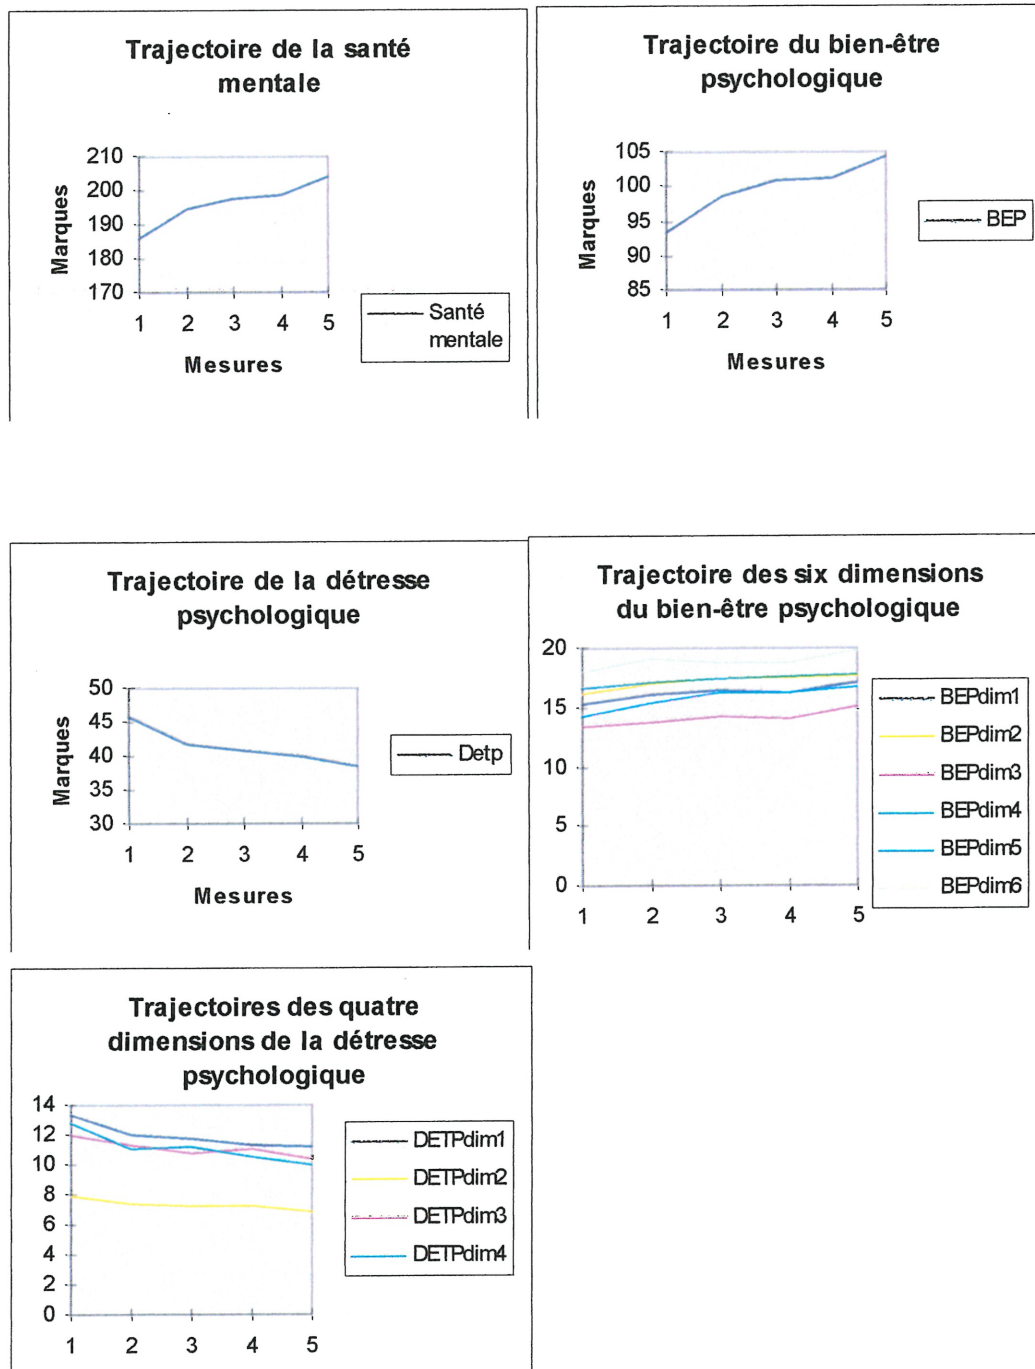 Trajectoire de la santé
mentale
210
200
190
180
170
Marques
1 2 3 4 5
Mesures
Santé
mentale
Trajectoire du bien-être
psychologique
105
100
95
90
85
Marques
1 2 3 4 5
Mesures
BEP
Trajectoire de la détresse
psychologique
50
45
40
35
30
Marques
1 2 3 4 5
Mesures
Detp
Trajectoire des six dimensions
du bien-être psychologique
20
15
10
5
0
1 2 3 4 5
BEPdim1
BEPdim2
BEPdim3
BEPdim4
BEPdim5
BEPdim6
Trajectoires des quatre
dimensions de la détresse
psychologique
14
12
10
8
6
4
2
0
1 2 3 4 5
DETPdim1
DETPdim2
DETPdim3
DETPdim4